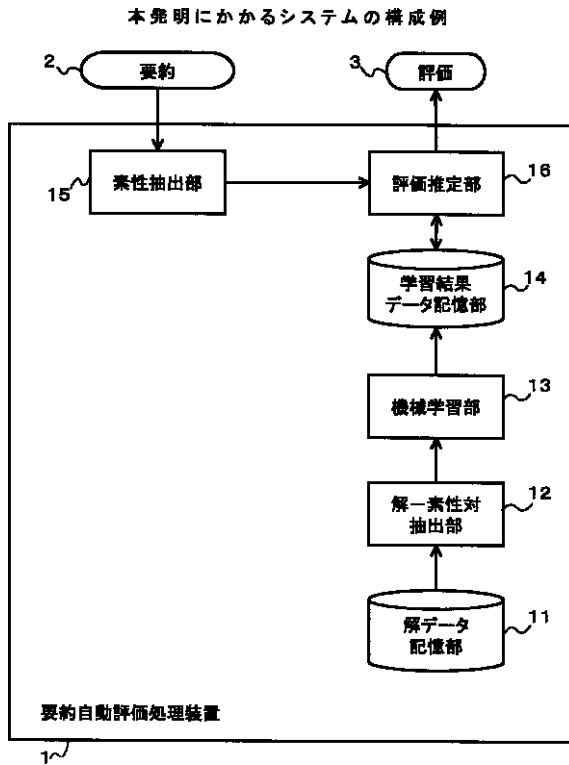 本発明にかかるシステムの構成例
2
要約
3
評価
素性抽出部
15
評価推定部
16
学習結果
データ記憶部
14
機械学習部
13
解－素性対
抽出部
12
解データ
記憶部
11
要約自動評価処理装置
1